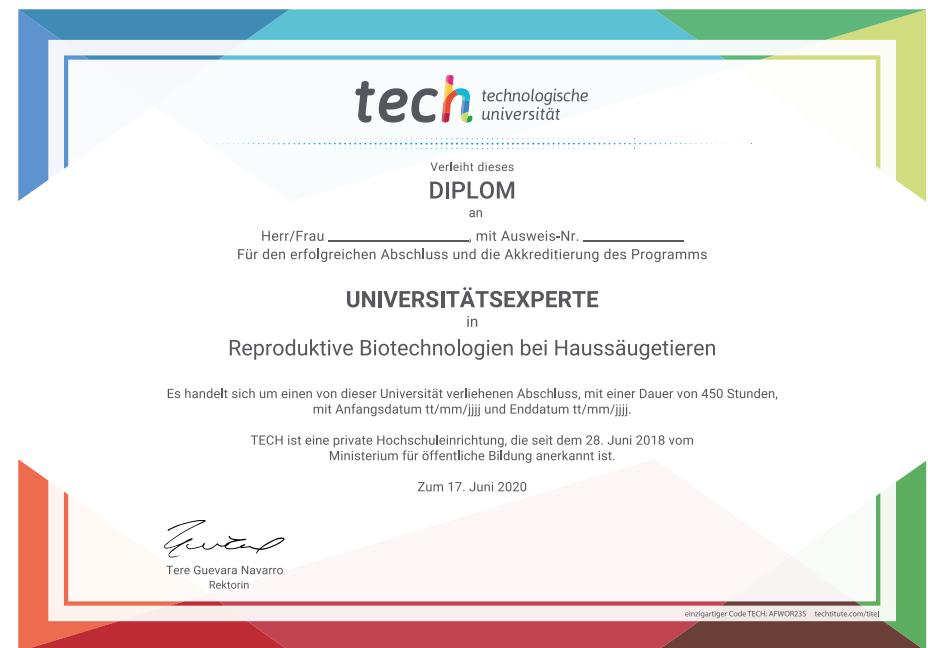 tech technologische
universität
Verleiht dieses
DIPLOM
an
Herr/Frau ____________, mit Ausweis-Nr. ____________
Für den erfolgreichen Abschluss und die Akkreditierung des Programms
UNIVERSITÄTSEXPERTE
in
Reproduktive Biotechnologien bei Haussäugetieren
Es handelt sich um einen von dieser Universität verliehenen Abschluss, mit einer Dauer von 450 Stunden,
mit Anfangsdatum tt/mm/jjjj und Enddatum tt/mm/jjjj.
TECH ist eine private Hochschuleinrichtung, die seit dem 28. Juni 2018 vom
Ministerium für öffentliche Bildung anerkannt ist.
Zum 17. Juni 2020
Tere Guevara Navarro
Rektorin
einzigartiger Code TECH: AFWOR23S techtitute.com/titel